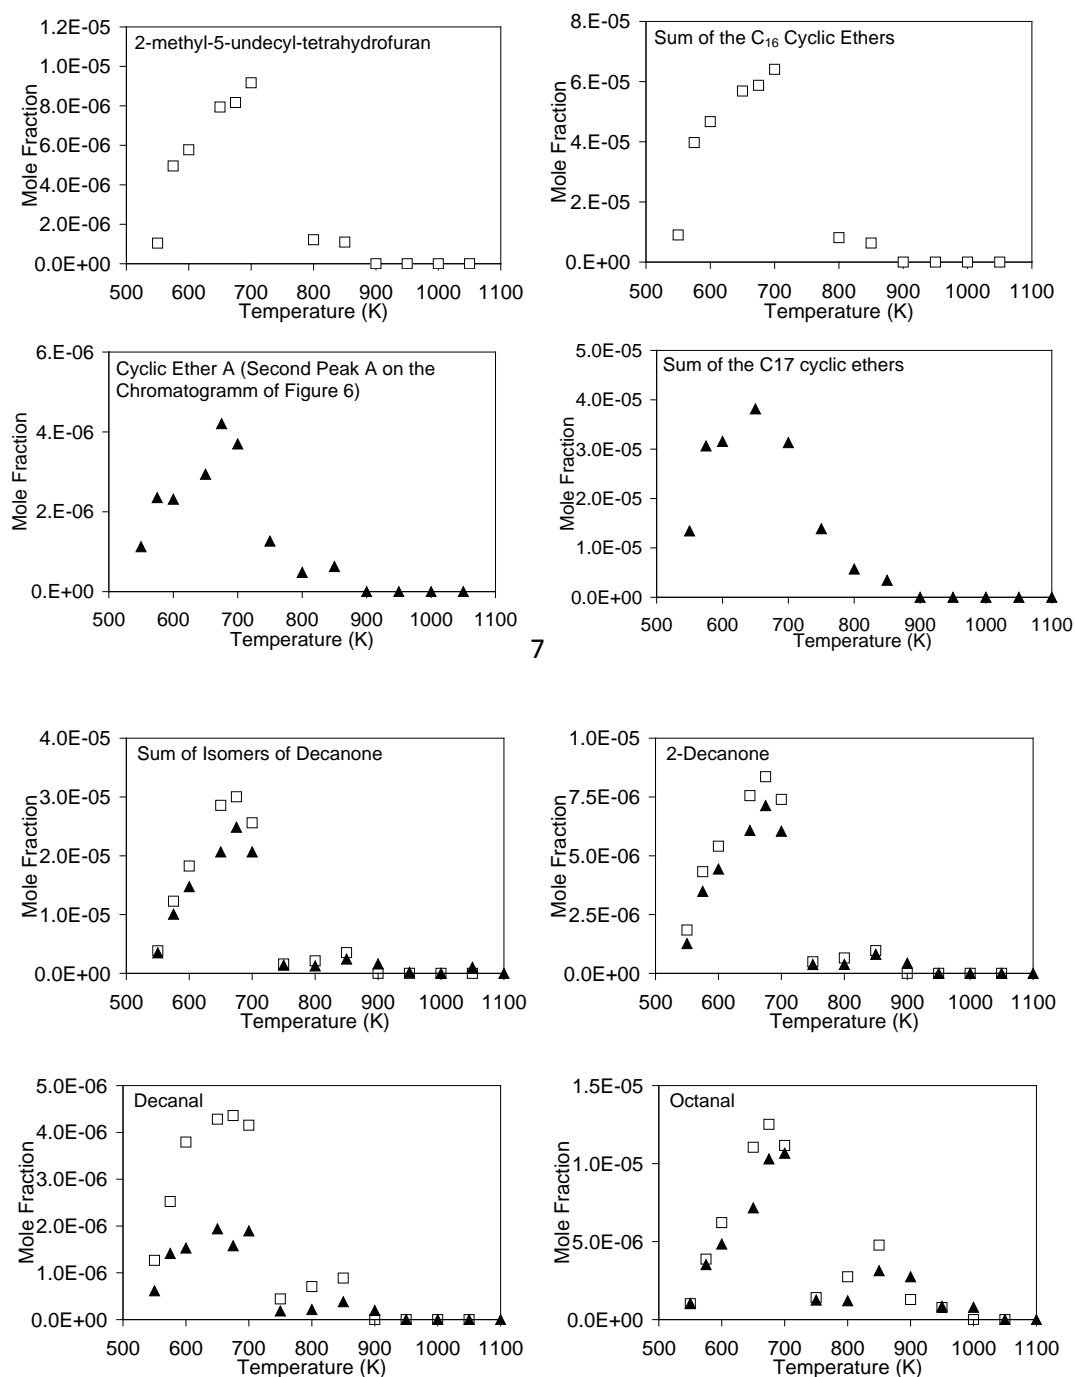 2-methyl-5-undecyl-tetrahydrofuran
Mole Fraction
1.2E-05
1.0E-05
8.0E-06
6.0E-06
4.0E-06
2.0E-06
0.0E+00
500 600 700 800 900 1000 1100
Temperature (K)
Sum of the C16 Cyclic Ethers
Mole Fraction
8.E-05
6.E-05
4.E-05
2.E-05
0.E+00
500 600 700 800 900 1000 1100
Temperature (K)
Cyclic Ether A (Second Peak A on the
Chromatogramm of Figure 6)
Mole Fraction
6.E-06
4.E-06
2.E-06
0.E+00
500 600 700 800 900 1000 1100
Temperature (K)
Sum of the C17 cyclic ethers
Mole Fraction
5.0E-05
4.0E-05
3.0E-05
2.0E-05
1.0E-05
0.0E+00
500 600 700 800 900 1000 1100
Temperature (K)
7
Sum of Isomers of Decanone
Mole Fraction
4.0E-05
3.0E-05
2.0E-05
1.0E-05
0.0E+00
500 600 700 800 900 1000 1100
Temperature (K)
2-Decanone
Mole Fraction
1.0E-05
7.5E-06
5.0E-06
2.5E-06
0.0E+00
500 600 700 800 900 1000 1100
Temperature (K)
Decanal
Mole Fraction
5.0E-06
4.0E-06
3.0E-06
2.0E-06
1.0E-06
0.0E+00
500 600 700 800 900 1000 1100
Temperature (K)
Octanal
Mole Fraction
1.5E-05
1.0E-05
5.0E-06
0.0E+00
500 600 700 800 900 1000 1100
Temperature (K)